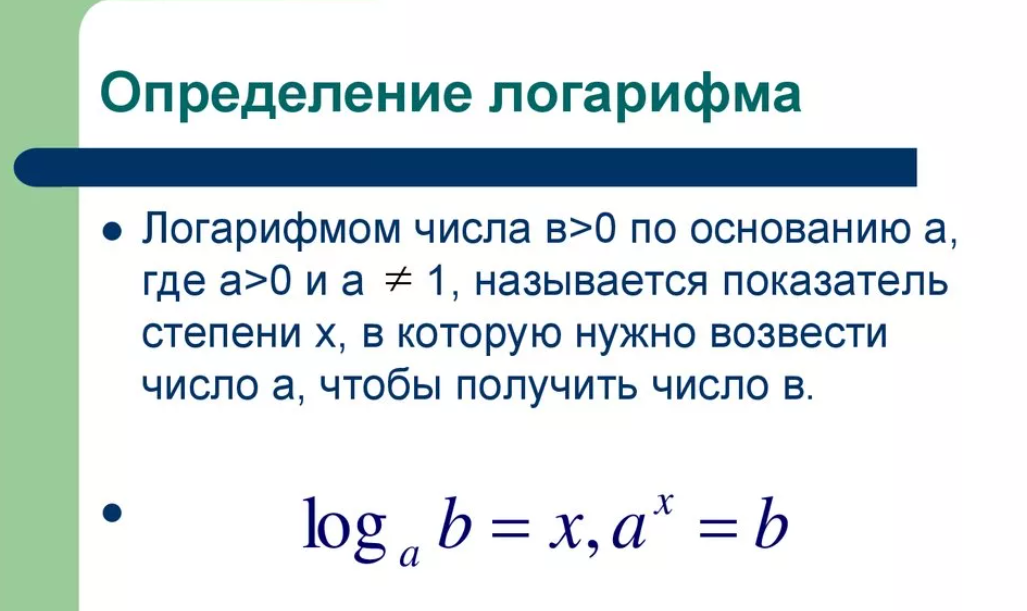 Определение логарифма
• Логарифмом числа в>0 по основанию а,
где а>0 и а ≠ 1, называется показатель
степени х, в которую нужно возвести
число а, чтобы получить число в.
• log_a b = x, a^x = b